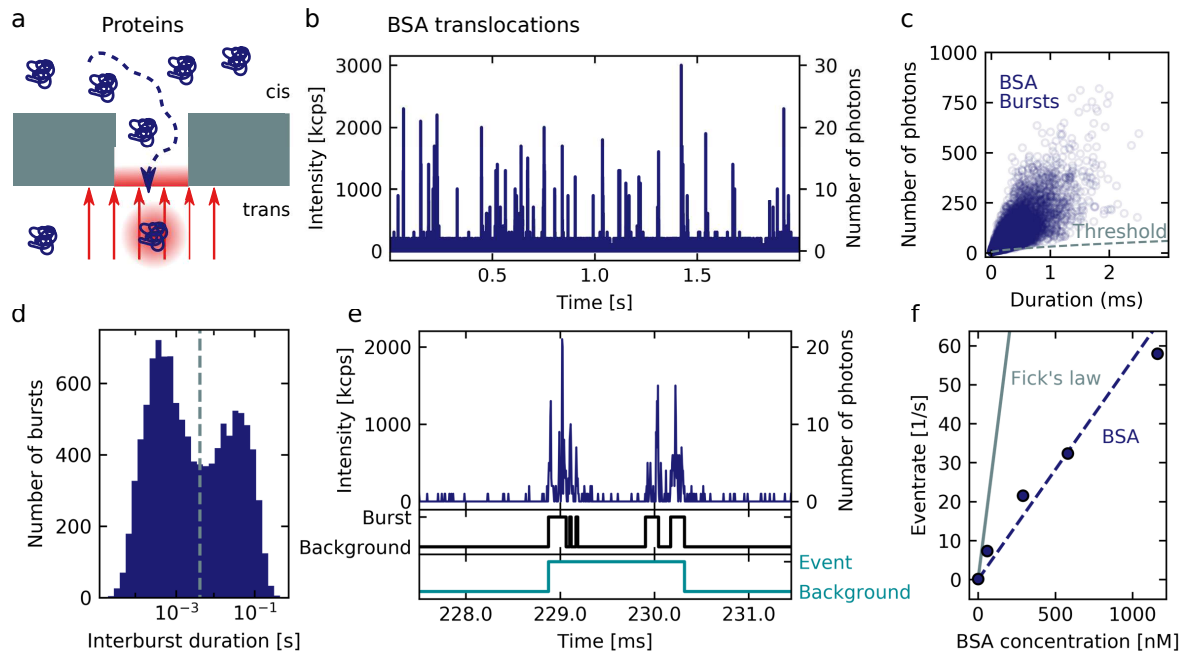 a
Proteins
cis
trans
b
BSA translocations
3000
2000
1000
0
Intensity [kcps]
0.5
1.0
1.5
Time [s]
30
20
10
0
Number of photons
c
1000
750
500
250
0
Number of photons
BSA
Bursts
Threshold
0
1
2
Duration (ms)
d
600
400
200
0
Number of bursts
10⁻³
10⁻¹
Interburst duration [s]
e
2000
1000
0
Intensity [kcps]
20
10
0
Number of photons
Burst
Background
Event
Background
228.0
229.0
230.0
231.0
Time [ms]
f
60
50
40
30
20
10
0
Eventrate [1/s]
Fick's law
BSA
0
500
1000
BSA concentration [nM]